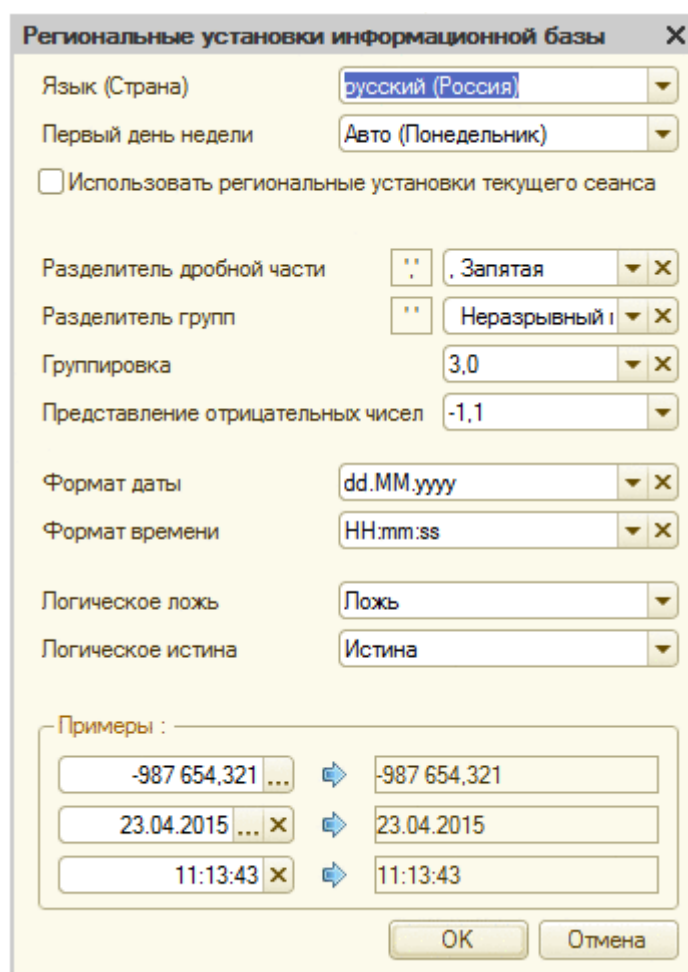 Региональные установки информационной базы
Язык (Страна) русский (Россия)
Первый день недели Авто (Понедельник)
Использовать региональные установки текущего сеанса
Разделитель дробной части ',' , Запятая
Разделитель групп ' ' Неразрывный
Группировка 3,0
Представление отрицательных чисел -1,1
Формат даты dd.MM.yyyy
Формат времени HH:mm:ss
Логическое ложь Ложь
Логическое истина Истина
Примеры :
-987 654,321 ... -987 654,321
23.04.2015 ... 23.04.2015
11:13:43 11:13:43
OK Отмена